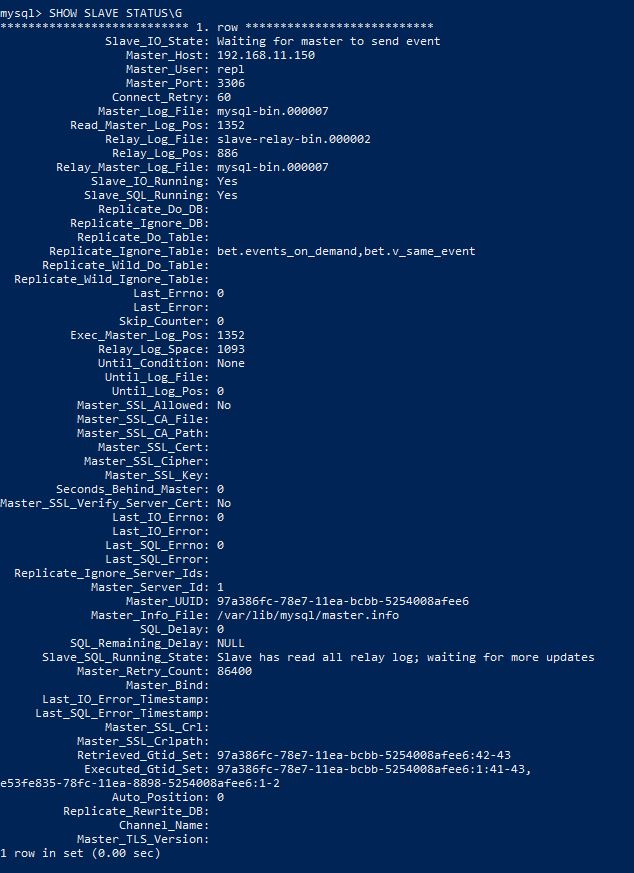 mysql> SHOW SLAVE STATUS\G
*************************** 1. row ***************************
Slave_IO_State: Waiting for master to send event
Master_Host: 192.168.11.150
Master_User: repl
Master_Port: 3306
Connect_Retry: 60
Master_Log_File: mysql-bin.000007
Read_Master_Log_Pos: 1352
Relay_Log_File: slave-relay-bin.000002
Relay_Log_Pos: 886
Relay_Master_Log_File: mysql-bin.000007
Slave_IO_Running: Yes
Slave_SQL_Running: Yes
Replicate_Do_DB:
Replicate_Ignore_DB:
Replicate_Do_Table:
Replicate_Ignore_Table: bet.events_on_demand,bet.v_same_event
Replicate_Wild_Do_Table:
Replicate_Wild_Ignore_Table:
Last_Errno: 0
Last_Error:
Skip_Counter: 0
Exec_Master_Log_Pos: 1352
Relay_Log_Space: 1093
Until_Condition: None
Until_Log_File:
Until_Log_Pos: 0
Master_SSL_Allowed: No
Master_SSL_CA_File:
Master_SSL_CA_Path:
Master_SSL_Cert:
Master_SSL_Cipher:
Master_SSL_Key:
Seconds_Behind_Master: 0
Master_SSL_Verify_Server_Cert: No
Last_IO_Errno: 0
Last_IO_Error:
Last_SQL_Errno: 0
Last_SQL_Error:
Replicate_Ignore_Server_Ids:
Master_Server_Id: 1
Master_UUID: 97a386fc-78e7-11ea-bcbb-5254008afee6
Master_Info_File: /var/lib/mysql/master.info
SQL_Delay: 0
SQL_Remaining_Delay: NULL
Slave_SQL_Running_State: Slave has read all relay log; waiting for more updates
Master_Retry_Count: 86400
Master_Bind:
Last_IO_Error_Timestamp:
Last_SQL_Error_Timestamp:
Master_SSL_Crl:
Master_SSL_Crlpath:
Retrieved_Gtid_Set: 97a386fc-78e7-11ea-bcbb-5254008afee6:42-43
Executed_Gtid_Set: 97a386fc-78e7-11ea-bcbb-5254008afee6:1:41-43,
e53fe835-78fc-11ea-8898-5254008afee6:1-2
Auto_Position: 0
Replicate_Rewrite_DB:
Channel_Name:
Master_TLS_Version:
1 row in set (0.00 sec)